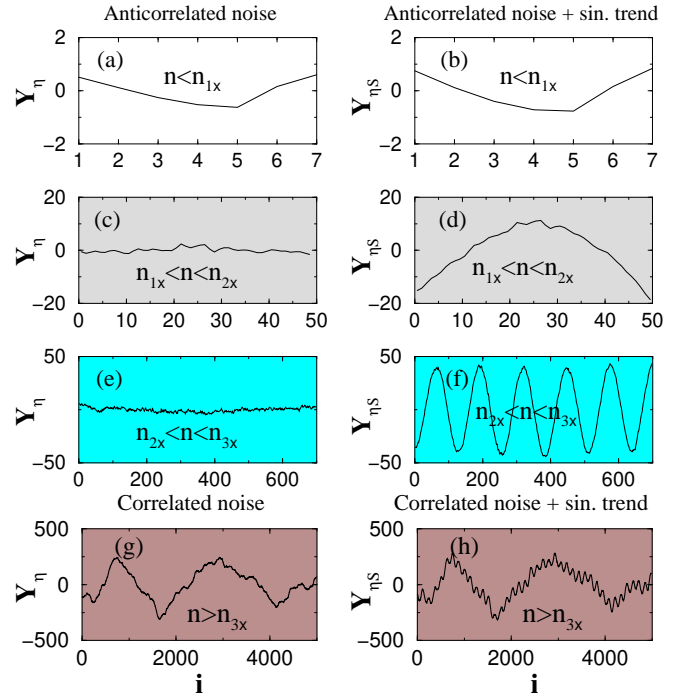 Anticorrelated noise Anticorrelated noise + sin. trend
2 2
(a) (b)
n<n1x n<n1x
Yη 0 YηS 0
−2 −2
1 2 3 4 5 6 7 1 2 3 4 5 6 7
20 20
(c) (d)
Yη 0 YηS 0
n1x<n<n2x n1x<n<n2x
−20 −20
0 10 20 30 40 50 0 10 20 30 40 50
50 50
(e) (f)
Yη YηS
n2x<n<n3x n2x<n<n3x
−50 −50
0 200 400 600 0 200 400 600
Correlated noise Correlated noise + sin. trend
500 500
(g) (h)
Yη 0 YηS 0
n>n3x n>n3x
−500 −500
0 2000 4000 0 2000 4000
i i